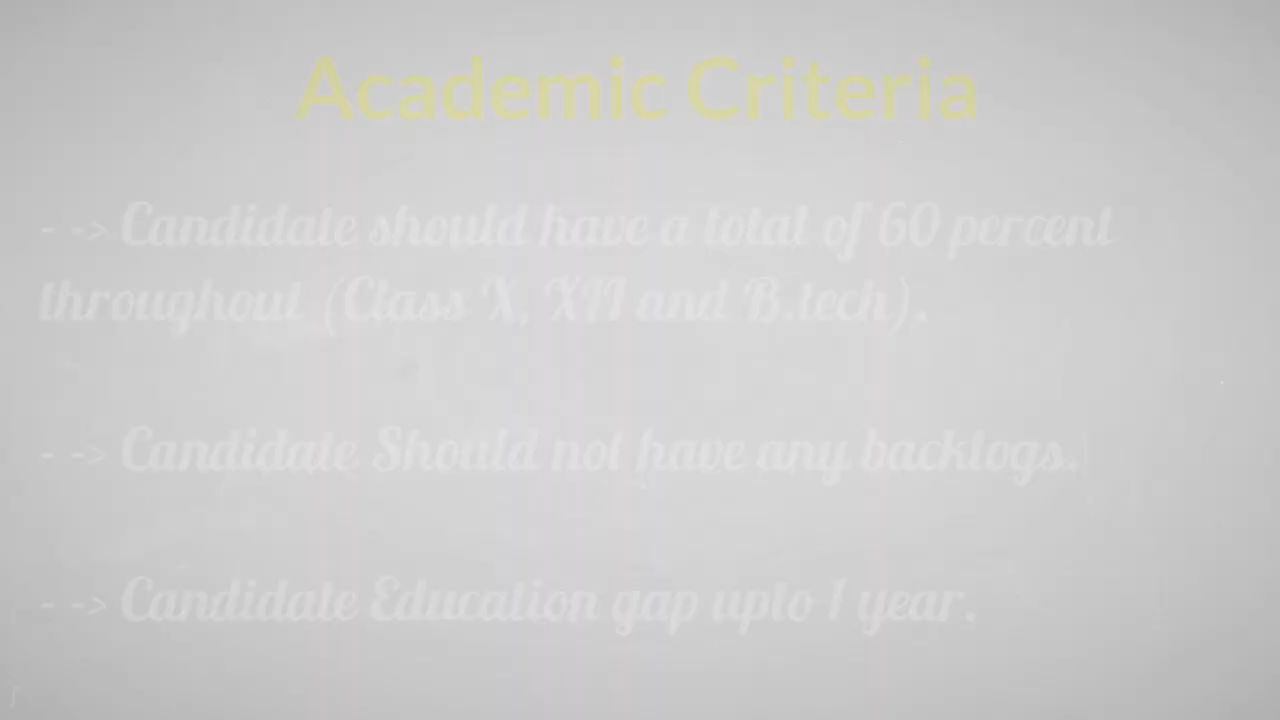 Academic Criteria
- -> Candidate should have a total of 60 percent
throughout (Class X, XII and B.tech).
- -> Candidate Should not have any backlogs.
- -> Candidate Education gap upto 1 year.